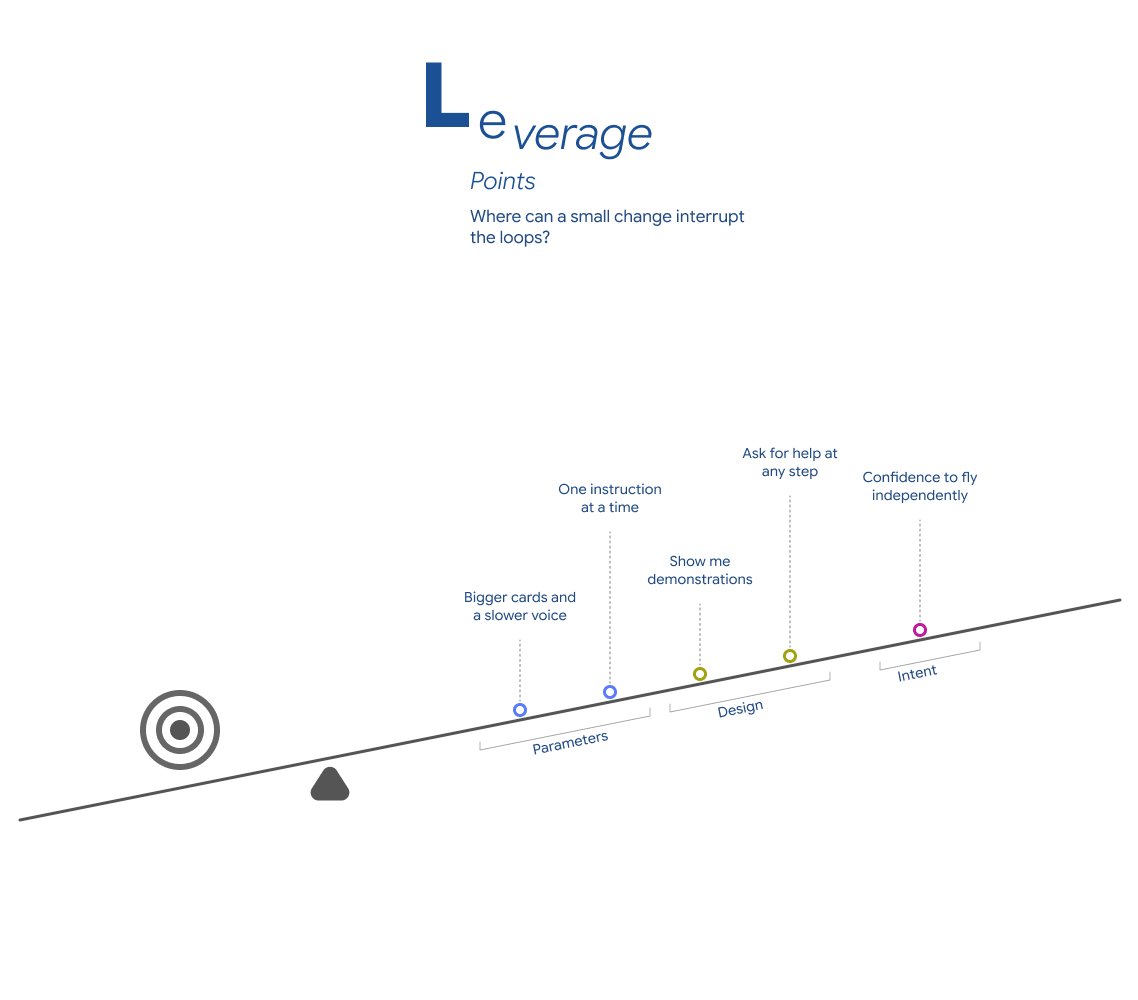 Leverage
Points
Where can a small change interrupt
the loops?
Ask for help at
any step
Confidence to fly
independently
One instruction
at a time
Show me
demonstrations
Bigger cards and
a slower voice
Intent
Design
Parameters